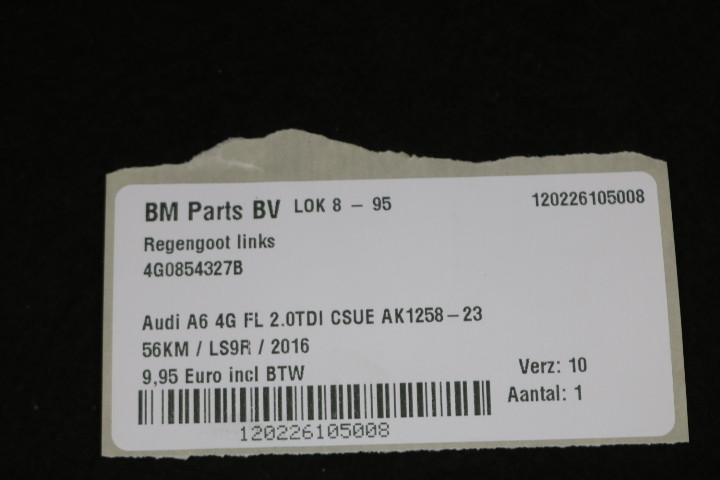 BM Parts BV LOK 8 - 95 120226105008
Regengoot links
4G0854327B
Audi A6 4G FL 2.0TDI CSUE AK1258-23
56KM / LS9R / 2016
9,95 Euro incl BTW
Verz: 10
Aantal: 1
120226105008